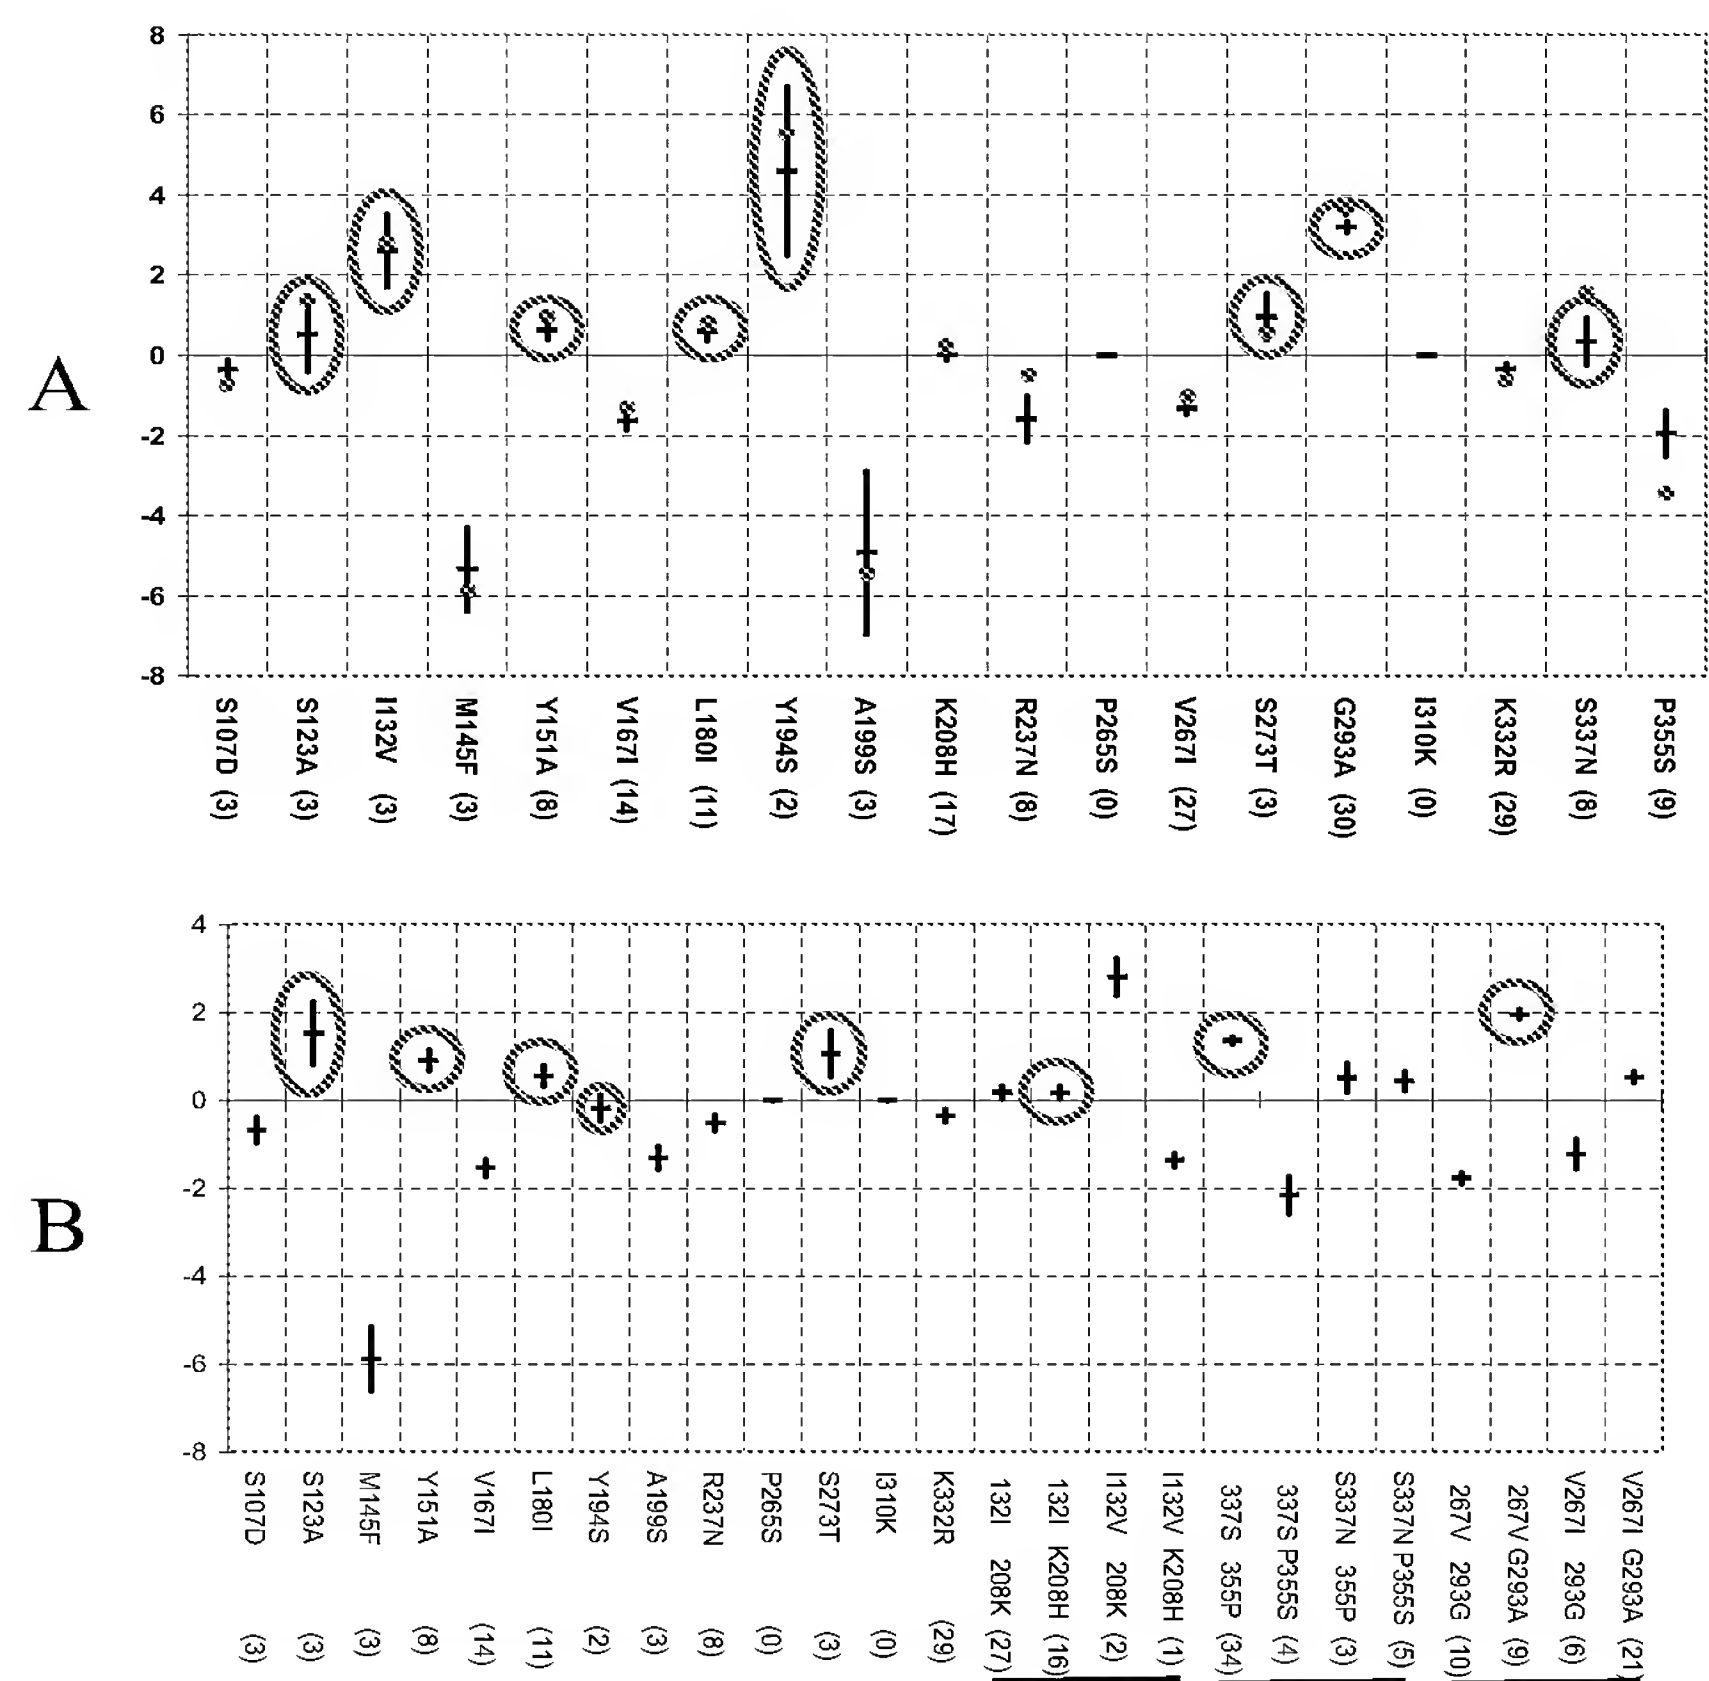 8
6
4
2
0
-2
-4
-6
-8
A
S107D (3)
S123A (3)
I132V (3)
M145F (3)
Y151A (8)
V167I (14)
L180I (11)
Y194S (2)
A199S (3)
K208H (17)
R237N (8)
P265S (0)
V267I (27)
S273T (3)
G293A (30)
I310K (0)
K332R (29)
S337N (8)
P355S (9)
4
2
0
-2
-4
-6
-8
B
S107D (3)
S123A (3)
M145F (3)
Y151A (8)
V167I (14)
L180I (11)
Y194S (2)
A199S (3)
R237N (8)
P265S (0)
S273T (3)
I310K (0)
K332R (29)
132I 208K (27)
132I K208H (16)
I132V 208K (2)
I132V K208H (1)
337S 355P (34)
337S P355S (4)
S337N 355P (3)
S337N P355S (5)
267V 293G (10)
267V G293A (9)
V267I 293G (6)
V267I G293A (21)